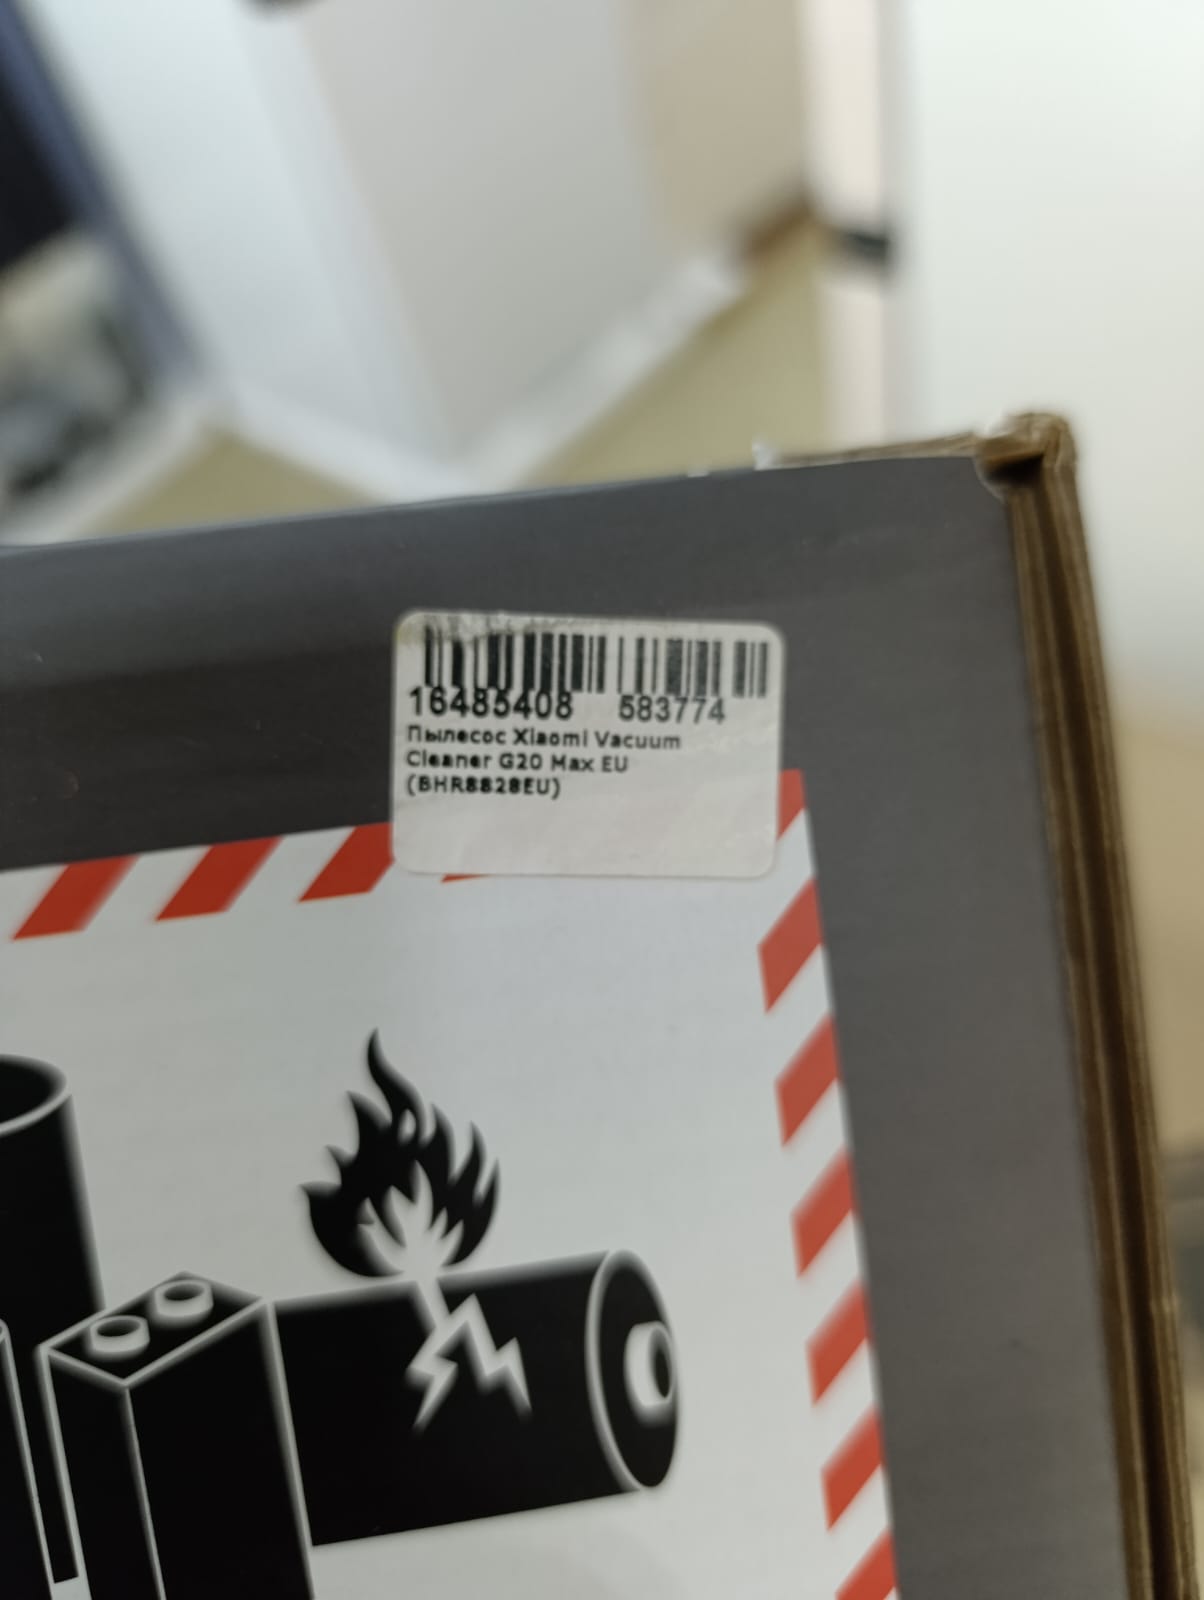 16485408 583774
Пылесос Xiaomi Vacuum
Cleaner G20 Max EU
(BHR8828EU)